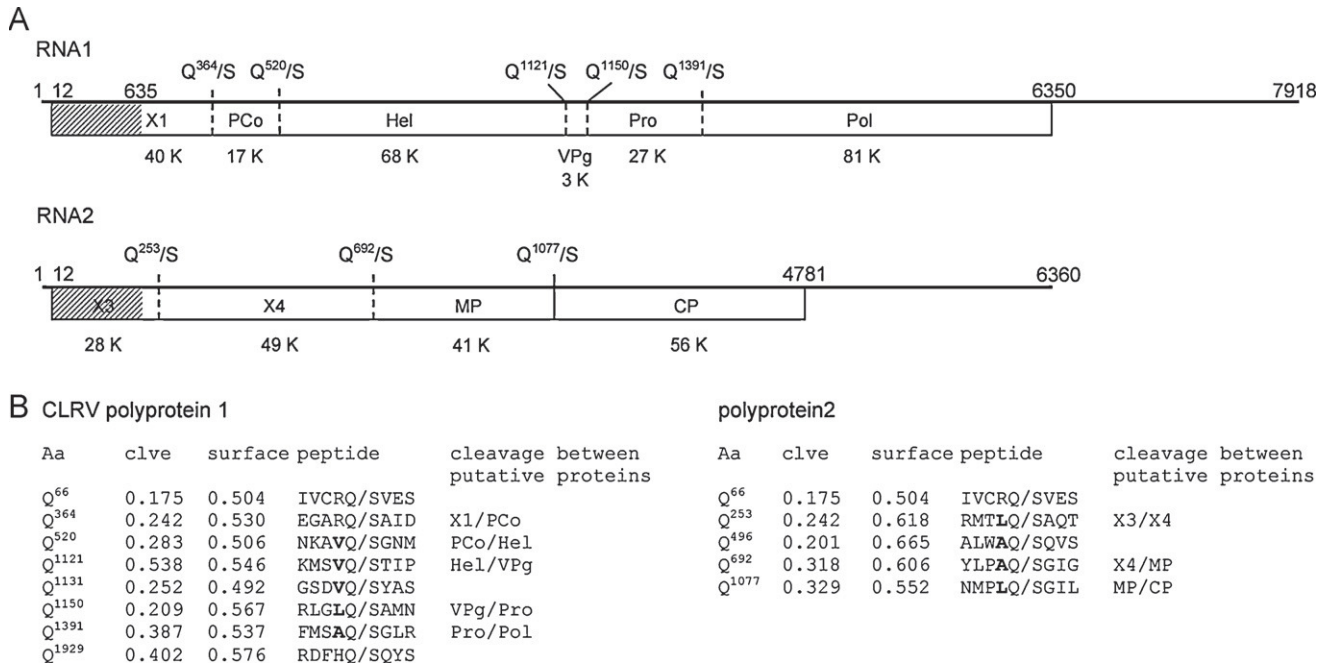 A
RNA1
Q364/S Q520/S Q1121/S Q1150/S Q1391/S
1 12 635 6350 7918
X1 PCo Hel Pro Pol
40 K 17 K 68 K VPg 27 K 81 K
3 K
RNA2
Q253/S Q692/S Q1077/S
1 12 4781 6360
X3 X4 MP CP
28 K 49 K 41 K 56 K
B CLRV polyprotein 1
Aa clve surface peptide cleavage between
putative proteins
Q66 0.175 0.504 IVCRQ/SVES
Q364 0.242 0.530 EGARQ/SAID X1/PCo
Q520 0.283 0.506 NKAVQ/SGNM PCo/Hel
Q1121 0.538 0.546 KMSVQ/STIP Hel/VPg
Q1131 0.252 0.492 GSDVQ/SYAS
Q1150 0.209 0.567 RLGLQ/SAMN VPg/Pro
Q1391 0.387 0.537 FMSAQ/SGLR Pro/Pol
Q1929 0.402 0.576 RDFHQ/SQYS
polyprotein2
Aa clve surface peptide cleavage between
putative proteins
Q66 0.175 0.504 IVCRQ/SVES
Q253 0.242 0.618 RMTLQ/SAQT X3/X4
Q496 0.201 0.665 ALWAQ/SQVS
Q692 0.318 0.606 YLPAQ/SGIG X4/MP
Q1077 0.329 0.552 NMPLQ/SGIL MP/CP